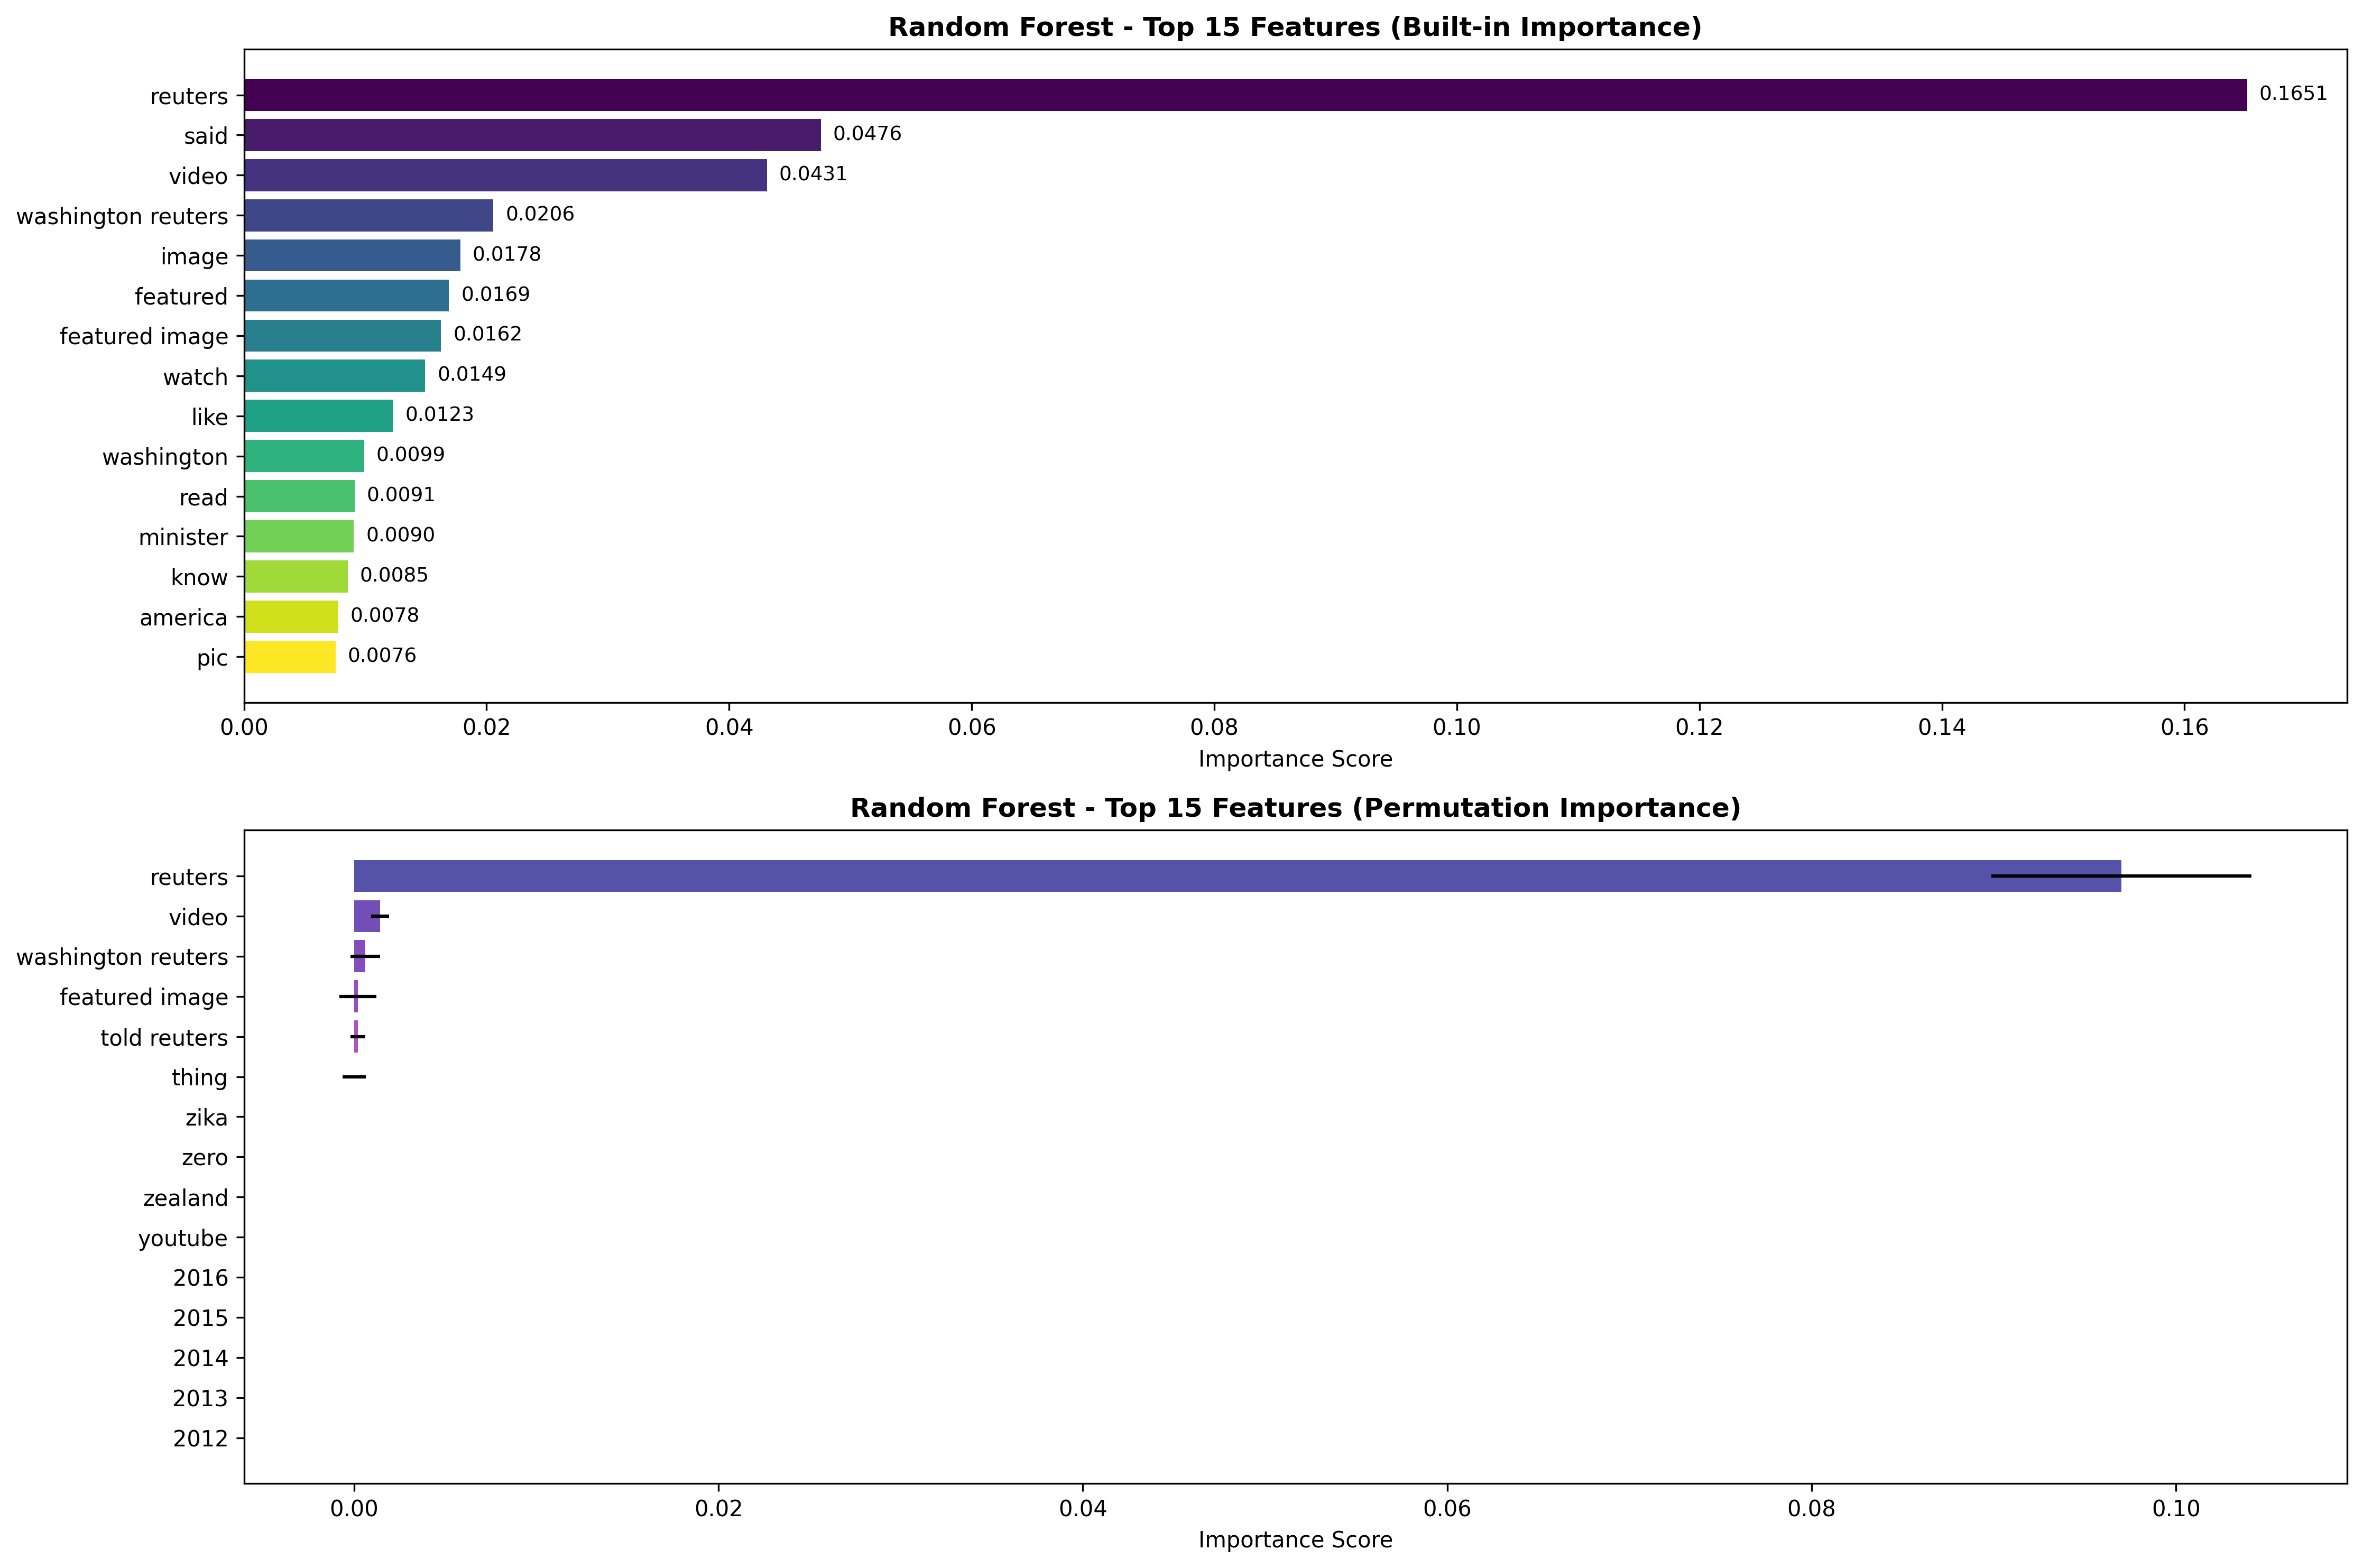 Random Forest - Top 15 Features (Built-in Importance)
reuters 0.1651
said 0.0476
video 0.0431
washington reuters 0.0206
image 0.0178
featured 0.0169
featured image 0.0162
watch 0.0149
like 0.0123
washington 0.0099
read 0.0091
minister 0.0090
know 0.0085
america 0.0078
pic 0.0076
0.00 0.02 0.04 0.06 0.08 0.10 0.12 0.14 0.16
Importance Score
Random Forest - Top 15 Features (Permutation Importance)
reuters
video
washington reuters
featured image
told reuters
thing
zika
zero
zealand
youtube
2016
2015
2014
2013
2012
0.00 0.02 0.04 0.06 0.08 0.10
Importance Score